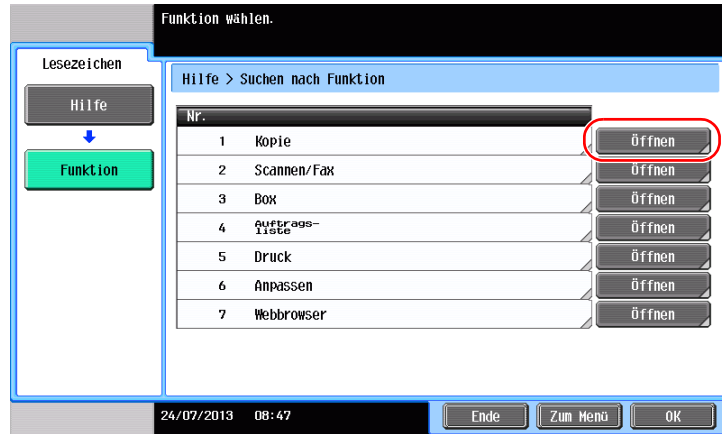 Funktion wählen.
Lesezeichen
Hilfe > Suchen nach Funktion
Hilfe
Funktion
Nr.
1 Kopie Öffnen
2 Scannen/Fax Öffnen
3 Box Öffnen
4 Auftrags-
liste Öffnen
5 Druck Öffnen
6 Anpassen Öffnen
7 Webbrowser Öffnen
24/07/2013 08:47 Ende Zum Menü OK